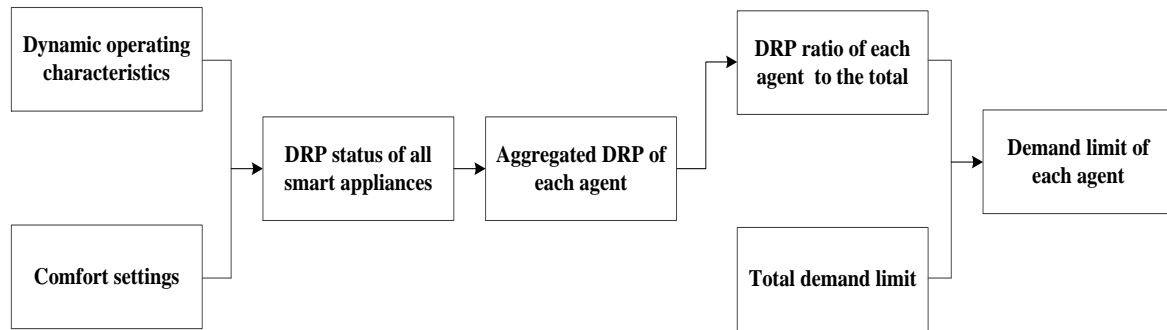 Dynamic operating
characteristics
Comfort settings
DRP status of all
smart appliances
Aggregated DRP of
each agent
DRP ratio of each
agent to the total
Total demand limit
Demand limit of
each agent